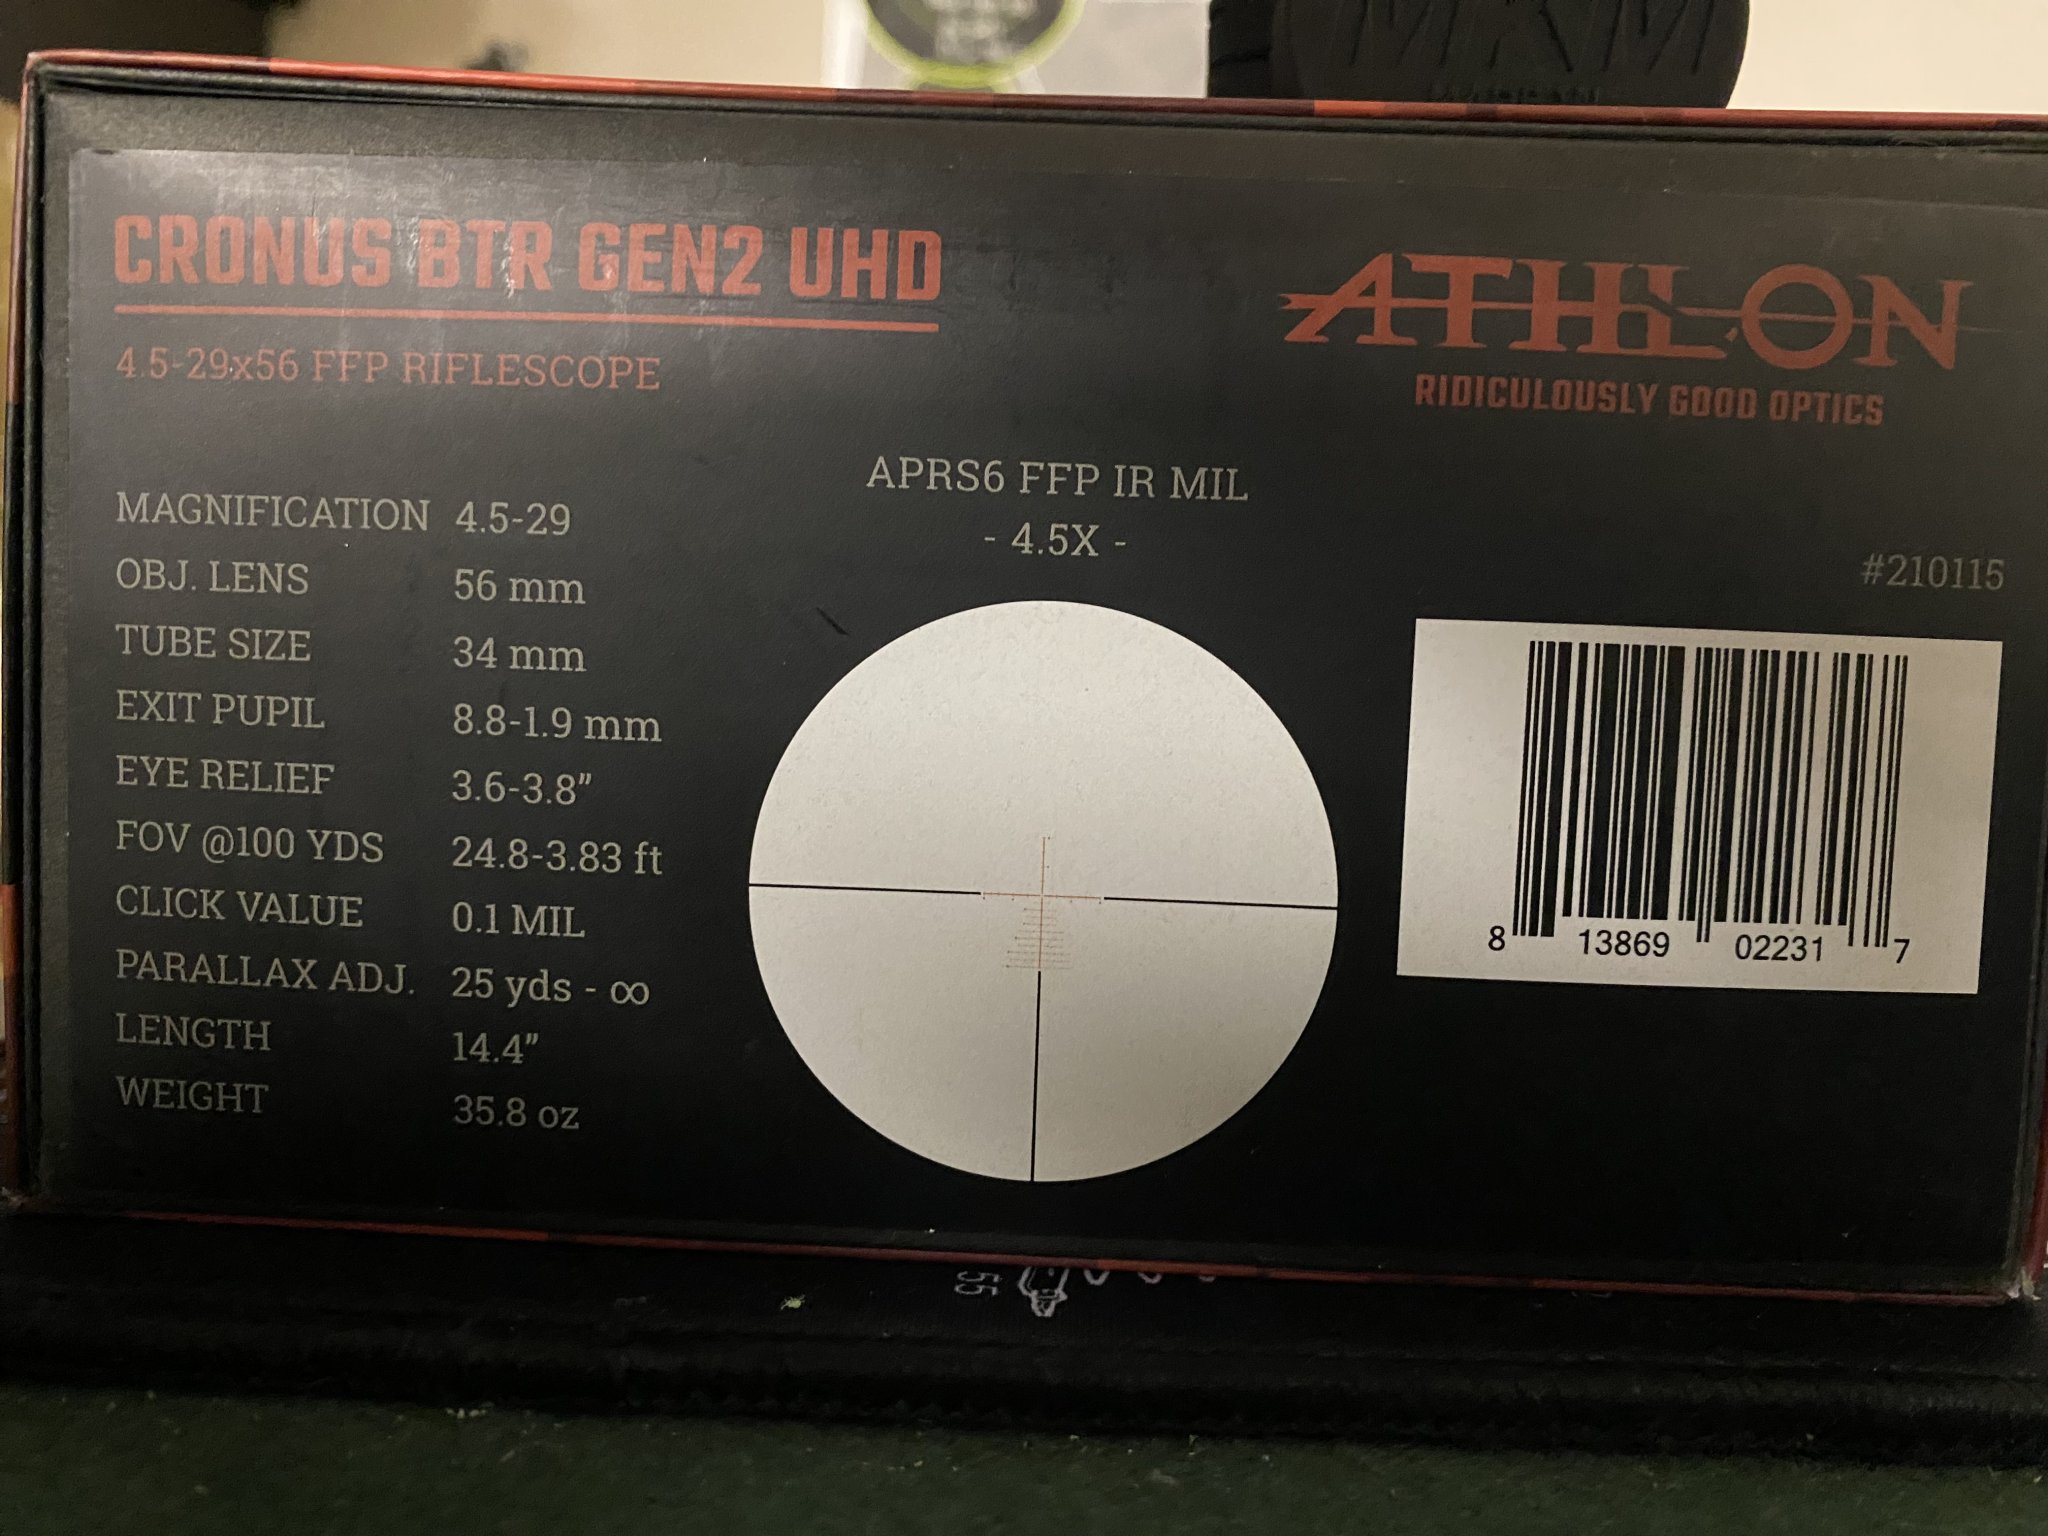 CRONUS BTR GEN2 UHD
4.5-29x56 FFP RIFLESCOPE
ATHLON
RIDICULOUSLY GOOD OPTICS
MAGNIFICATION 4.5-29
OBJ. LENS 56 mm
TUBE SIZE 34 mm
EXIT PUPIL 8.8-1.9 mm
EYE RELIEF 3.6-3.8”
FOV @100 YDS 24.8-3.83 ft
CLICK VALUE 0.1 MIL
PARALLAX ADJ. 25 yds - ∞
LENGTH 14.4”
WEIGHT 35.8 oz
APRS6 FFP IR MIL
- 4.5X -
#210115
8 13869 02231 7
55